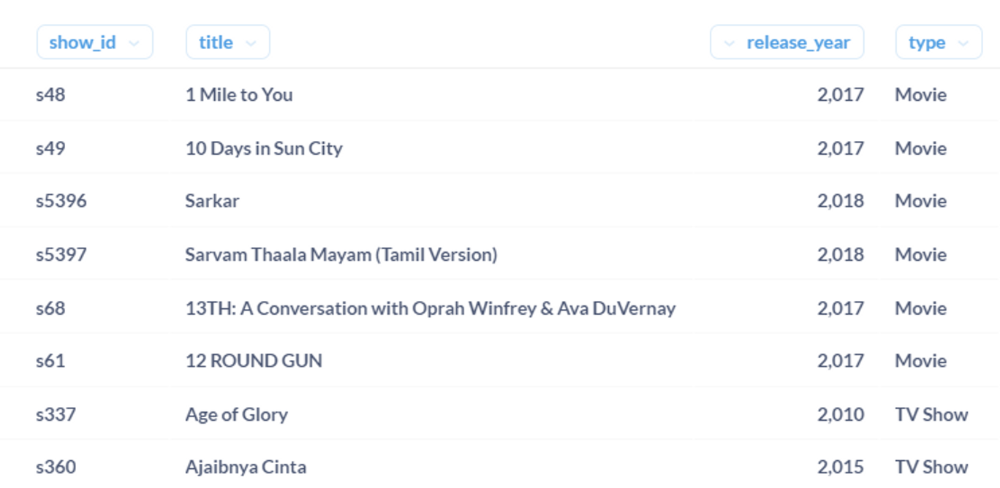 show_id title release_year type
s48 1 Mile to You 2,017 Movie
s49 10 Days in Sun City 2,017 Movie
s5396 Sarkar 2,018 Movie
s5397 Sarvam Thaala Mayam (Tamil Version) 2,018 Movie
s68 13TH: A Conversation with Oprah Winfrey & Ava DuVernay 2,017 Movie
s61 12 ROUND GUN 2,017 Movie
s337 Age of Glory 2,010 TV Show
s360 Ajaibnya Cinta 2,015 TV Show